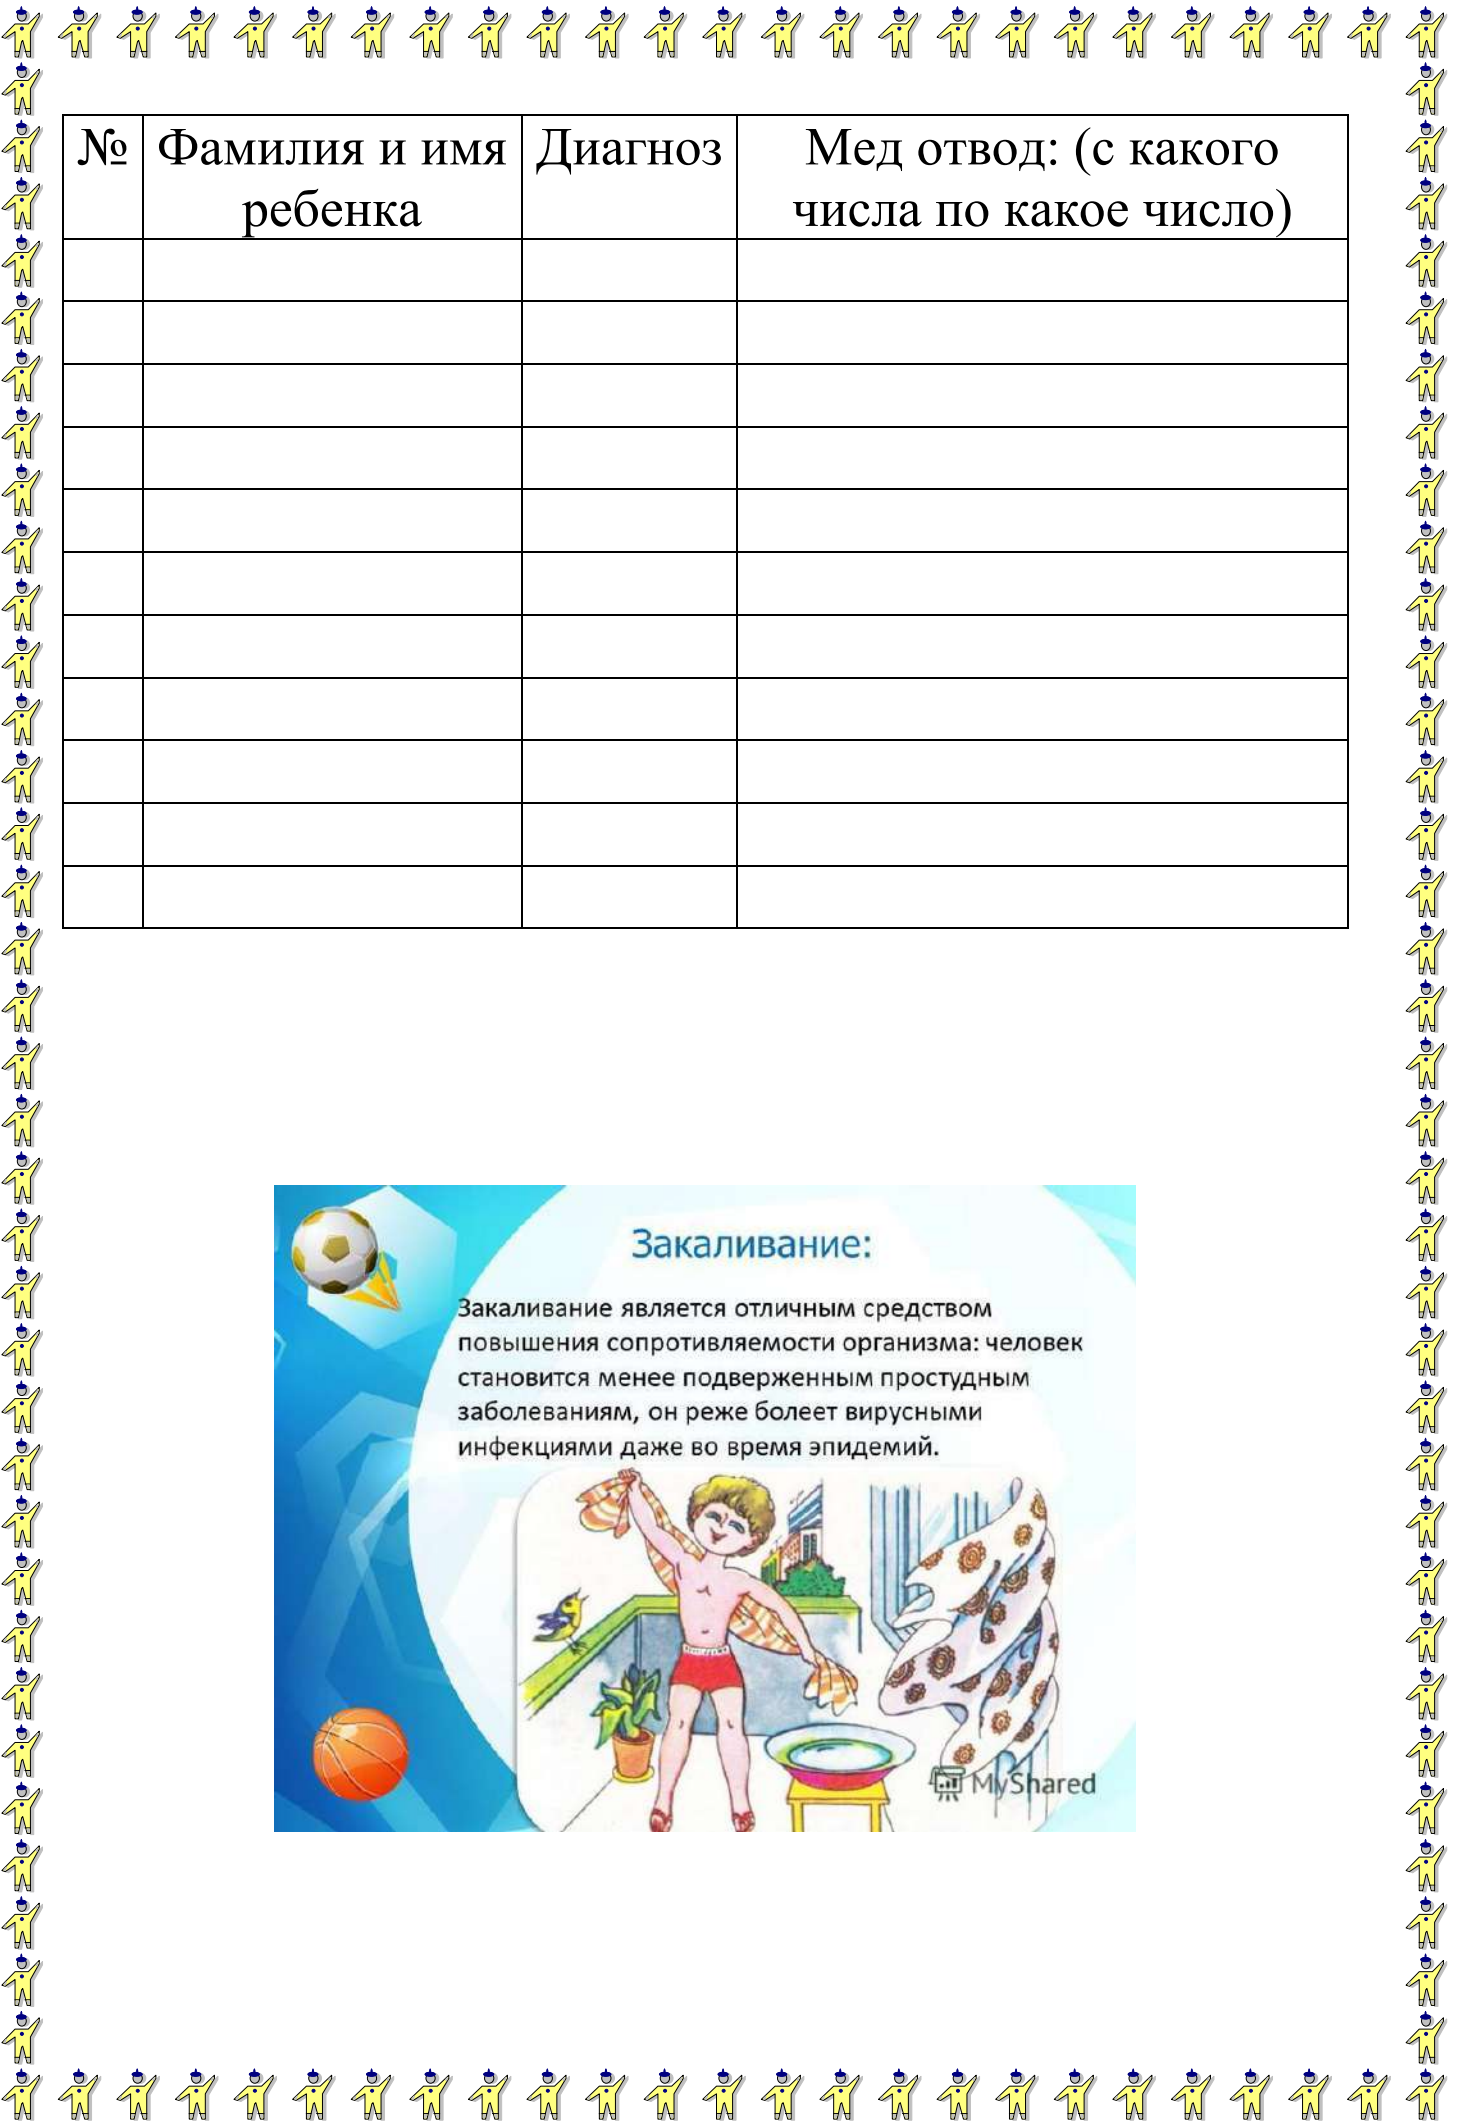 № Фамилия и имя Диагноз Мед отвод: (с какого
ребенка числа по какое число)
Закаливание:
Закаливание является отличным средством
повышения сопротивляемости организма: человек
становится менее подверженным простудным
заболеваниям, он реже болеет вирусными
инфекциями даже во время эпидемий.
MyShared